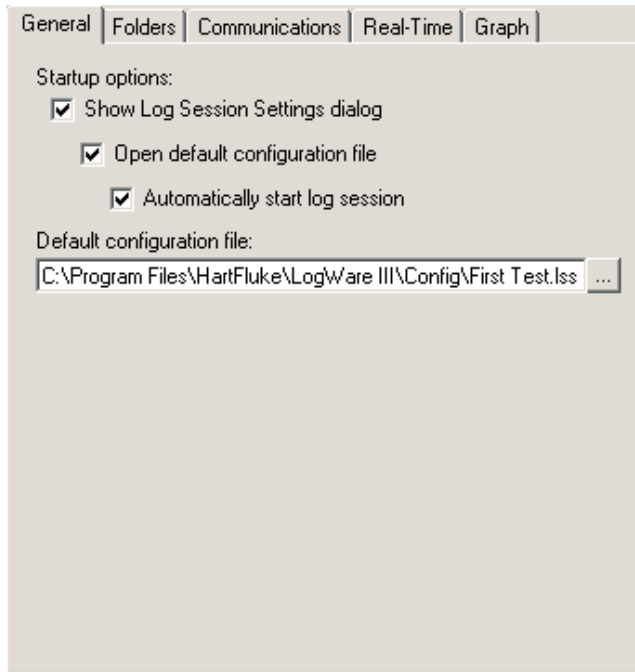 General Folders Communications Real-Time Graph
Startup options:
Show Log Session Settings dialog
Open default configuration file
Automatically start log session
Default configuration file:
C:\Program Files\HartFluke\LogWare III\Config\First Test.lss ...